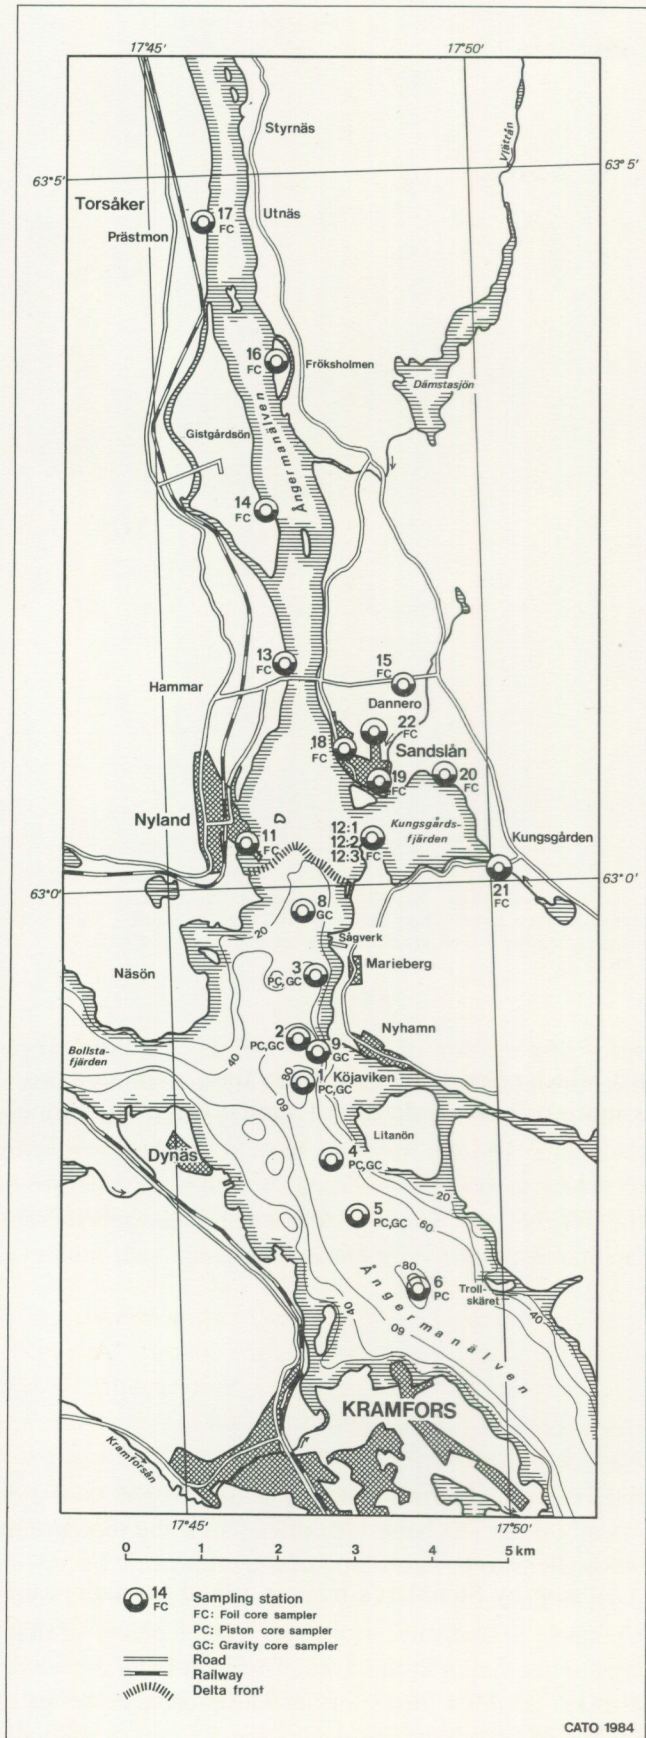 17°45'
17°50'
Styrnäs
Vjäträn
63°5'
63°5'
Torsåker
17
FC
Utnäs
Prästmon
16
FC
Fröksholmen
Dämstasjön
Ångermanälven
Gistgårdsön
14
FC
13
FC
15
FC
Hammar
Dannero
22
FC
18
FC
Sandslån
19
FC
20
FC
Nyland
11
FC
12:1
12:2
12:3
FC
Kungsgårds-
fjärden
Kungsgården
63°0'
63°0'
21
FC
8
GC
20
Sågverk
Näsön
3
PC,GC
Marieberg
2
PC,GC
9
GC
Nyhamn
40
Bollsta-
fjärden
80
1
PC,GC
Köjaviken
60
Litanön
Dynäs
4
PC,GC
20
5
PC,GC
60
80
6
PC
Troll-
skäret
40
Ångermanälven
40
60
KRAMFORS
Kramforsån
17°45'
17°50'
0 1 2 3 4 5 km
14
FC
Sampling station
FC: Foil core sampler
PC: Piston core sampler
GC: Gravity core sampler
Road
Railway
Delta front
CATO 1984